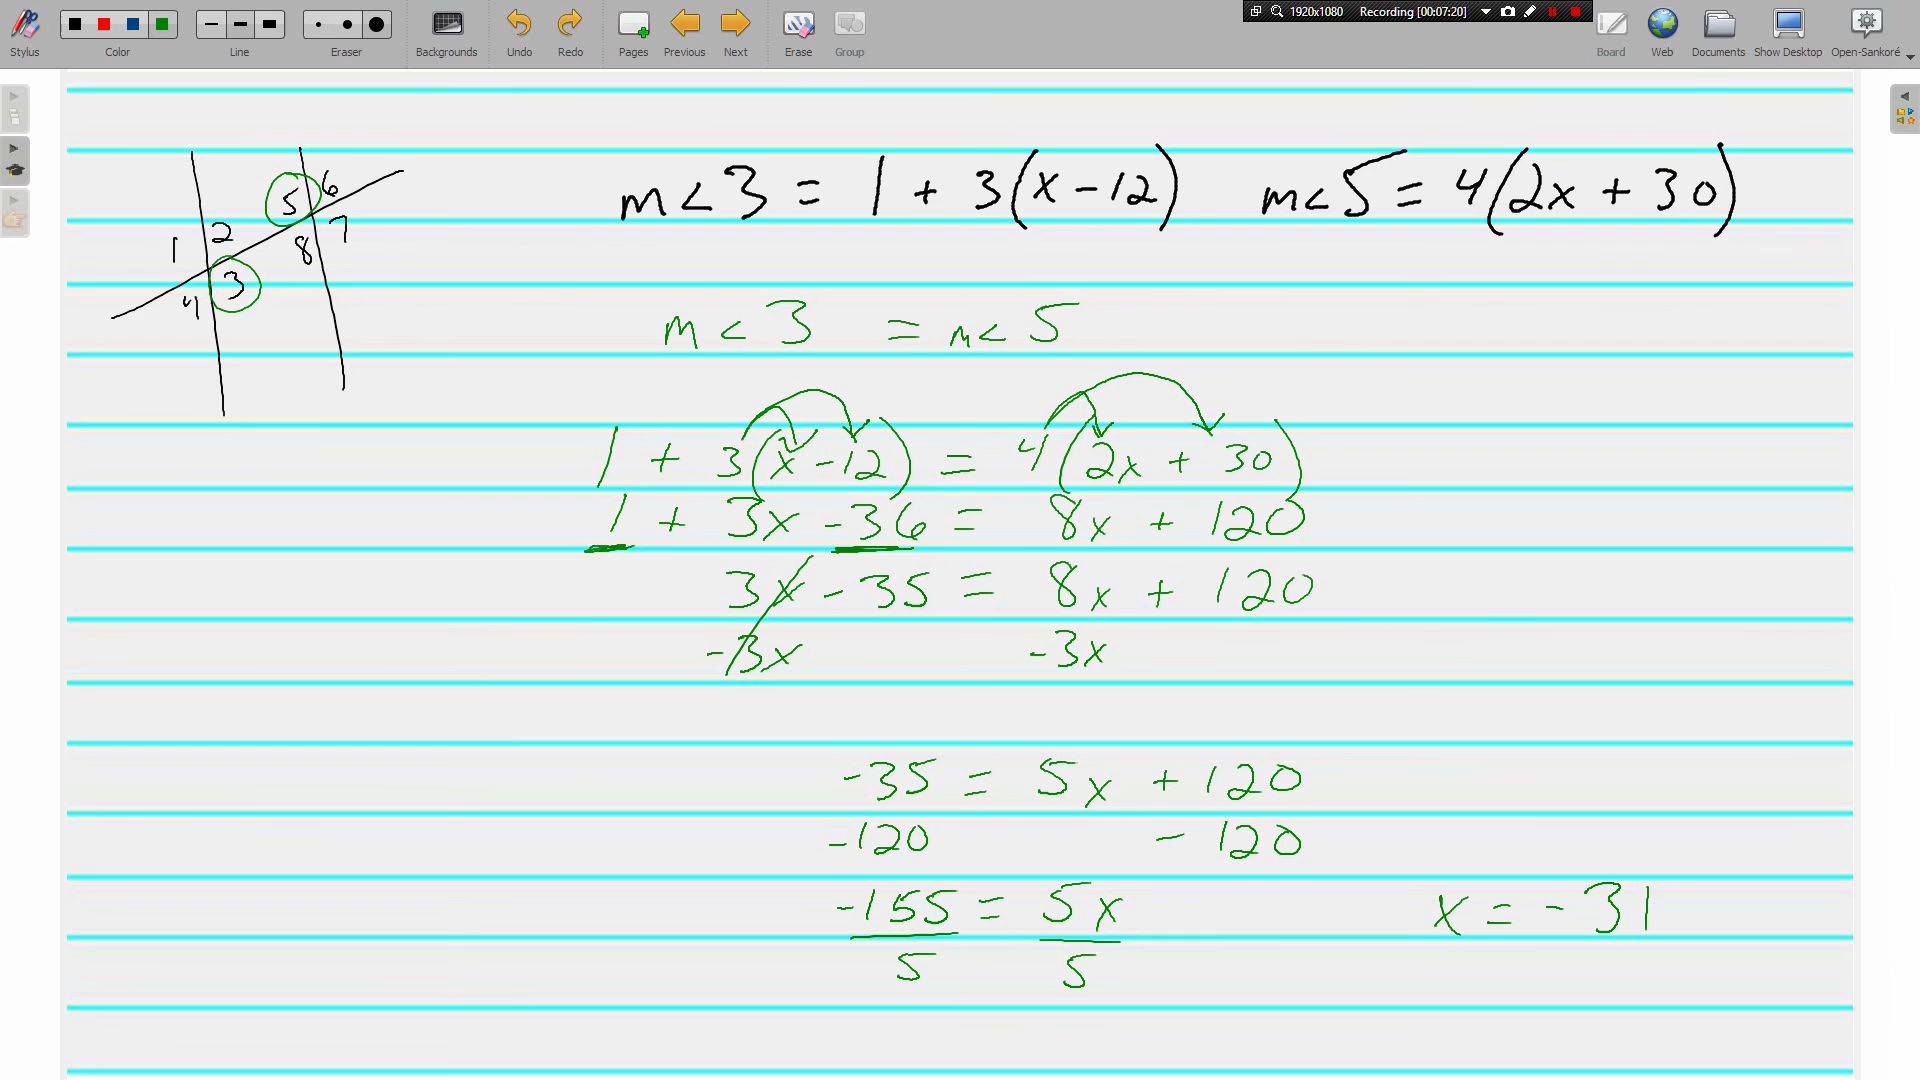 1920x1080 Recording [00:07:20]
Stylus Color Line Eraser Backgrounds Undo Redo Pages Previous Next Erase Group Board Web Documents Show Desktop Open-Sankoré
m<3 = 1 + 3(x - 12) m<5 = 4(2x + 30)
5 6
1 2 8 7
4 3
m<3 = m<5
1 + 3(x - 12) = 4(2x + 30)
1 + 3x - 36 = 8x + 120
3x - 35 = 8x + 120
-3x -3x
-35 = 5x + 120
-120 - 120
-155 = 5x x = -31
5 5